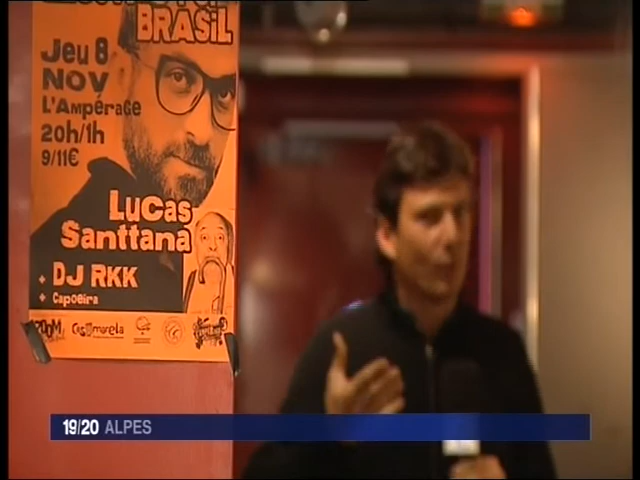 BRASIL
Jeu 8
Nov
L'Ampérage
20h/1h
9/11€
Lucas
Santtana
+ DJ RKK
+ Capoeira
19/20 ALPES